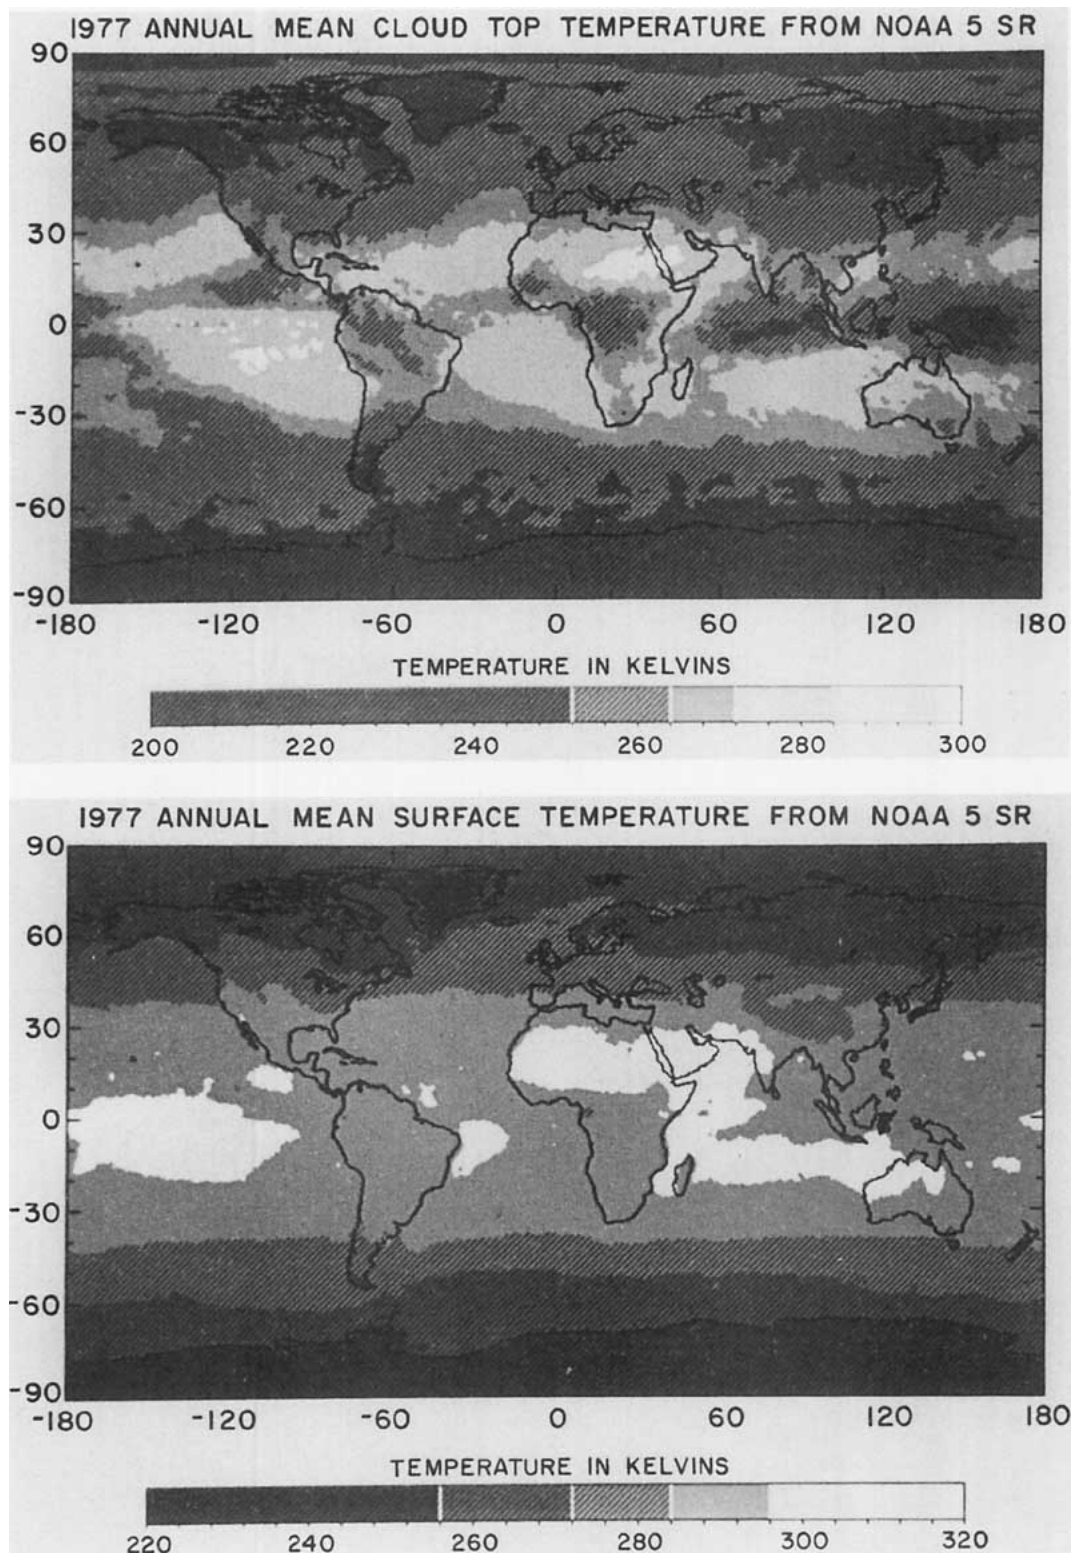 1977 ANNUAL MEAN CLOUD TOP TEMPERATURE FROM NOAA 5 SR
90
60
30
0
-30
-60
-90
-180 -120 -60 0 60 120 180
TEMPERATURE IN KELVINS
200 220 240 260 280 300
1977 ANNUAL MEAN SURFACE TEMPERATURE FROM NOAA 5 SR
90
60
30
0
-30
-60
-90
-180 -120 -60 0 60 120 180
TEMPERATURE IN KELVINS
220 240 260 280 300 320